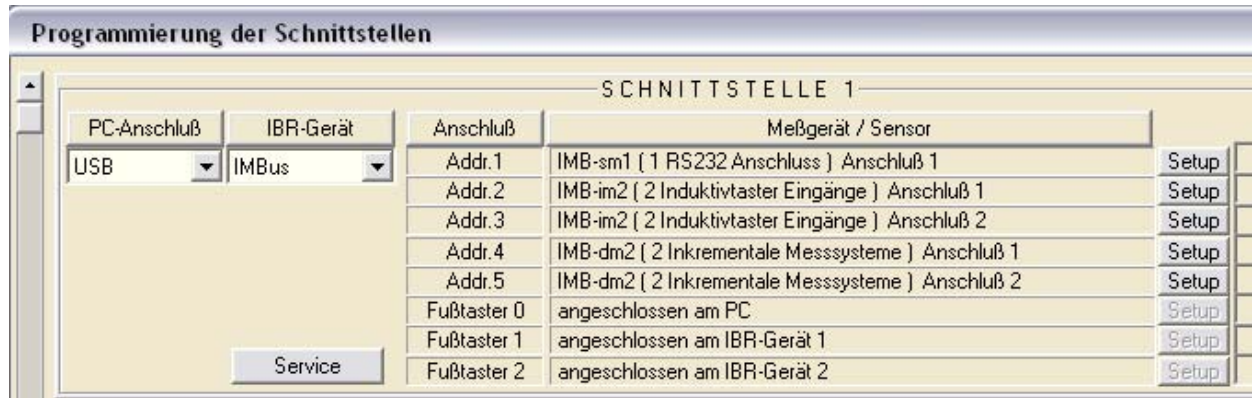 Programmierung der Schnittstellen
SCHNITTSTELLE 1
PC-Anschluß IBR-Gerät Anschluß Meßgerät / Sensor
USB IMBus Addr.1 IMB-sm1 ( 1 RS232 Anschluss ) Anschluß 1 Setup
Addr.2 IMB-im2 ( 2 Induktivtaster Eingänge ) Anschluß 1 Setup
Addr.3 IMB-im2 ( 2 Induktivtaster Eingänge ) Anschluß 2 Setup
Addr.4 IMB-dm2 ( 2 Inkrementale Messsysteme ) Anschluß 1 Setup
Addr.5 IMB-dm2 ( 2 Inkrementale Messsysteme ) Anschluß 2 Setup
Fußtaster 0 angeschlossen am PC Setup
Fußtaster 1 angeschlossen am IBR-Gerät 1 Setup
Service Fußtaster 2 angeschlossen am IBR-Gerät 2 Setup